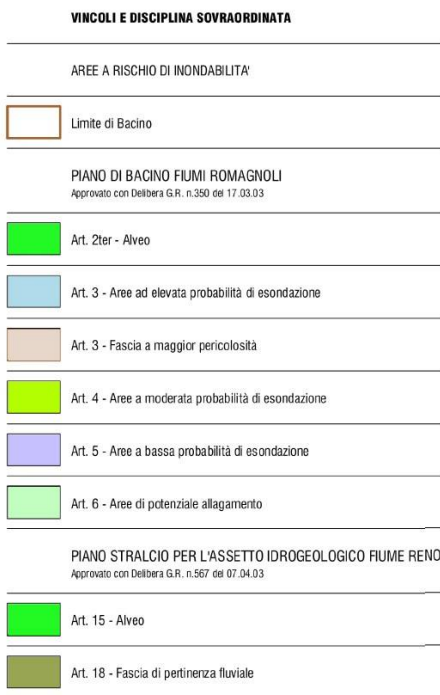 VINCOLI E DISCIPLINA SOVRAORDINATA
AREE A RISCHIO DI INONDABILITA'
Limite di Bacino
PIANO DI BACINO FIUMI ROMAGNOLI
Approvato con Delibera G.R. n.350 del 17.03.03
Art. 2ter - Alveo
Art. 3 - Aree ad elevata probabilità di esondazione
Art. 3 - Fascia a maggior pericolosità
Art. 4 - Aree a moderata probabilità di esondazione
Art. 5 - Aree a bassa probabilità di esondazione
Art. 6 - Aree di potenziale allagamento
PIANO STRALCIO PER L'ASSETTO IDROGEOLOGICO FIUME RENO
Approvato con Delibera G.R. n.567 del 07.04.03
Art. 15 - Alveo
Art. 18 - Fascia di pertinenza fluviale